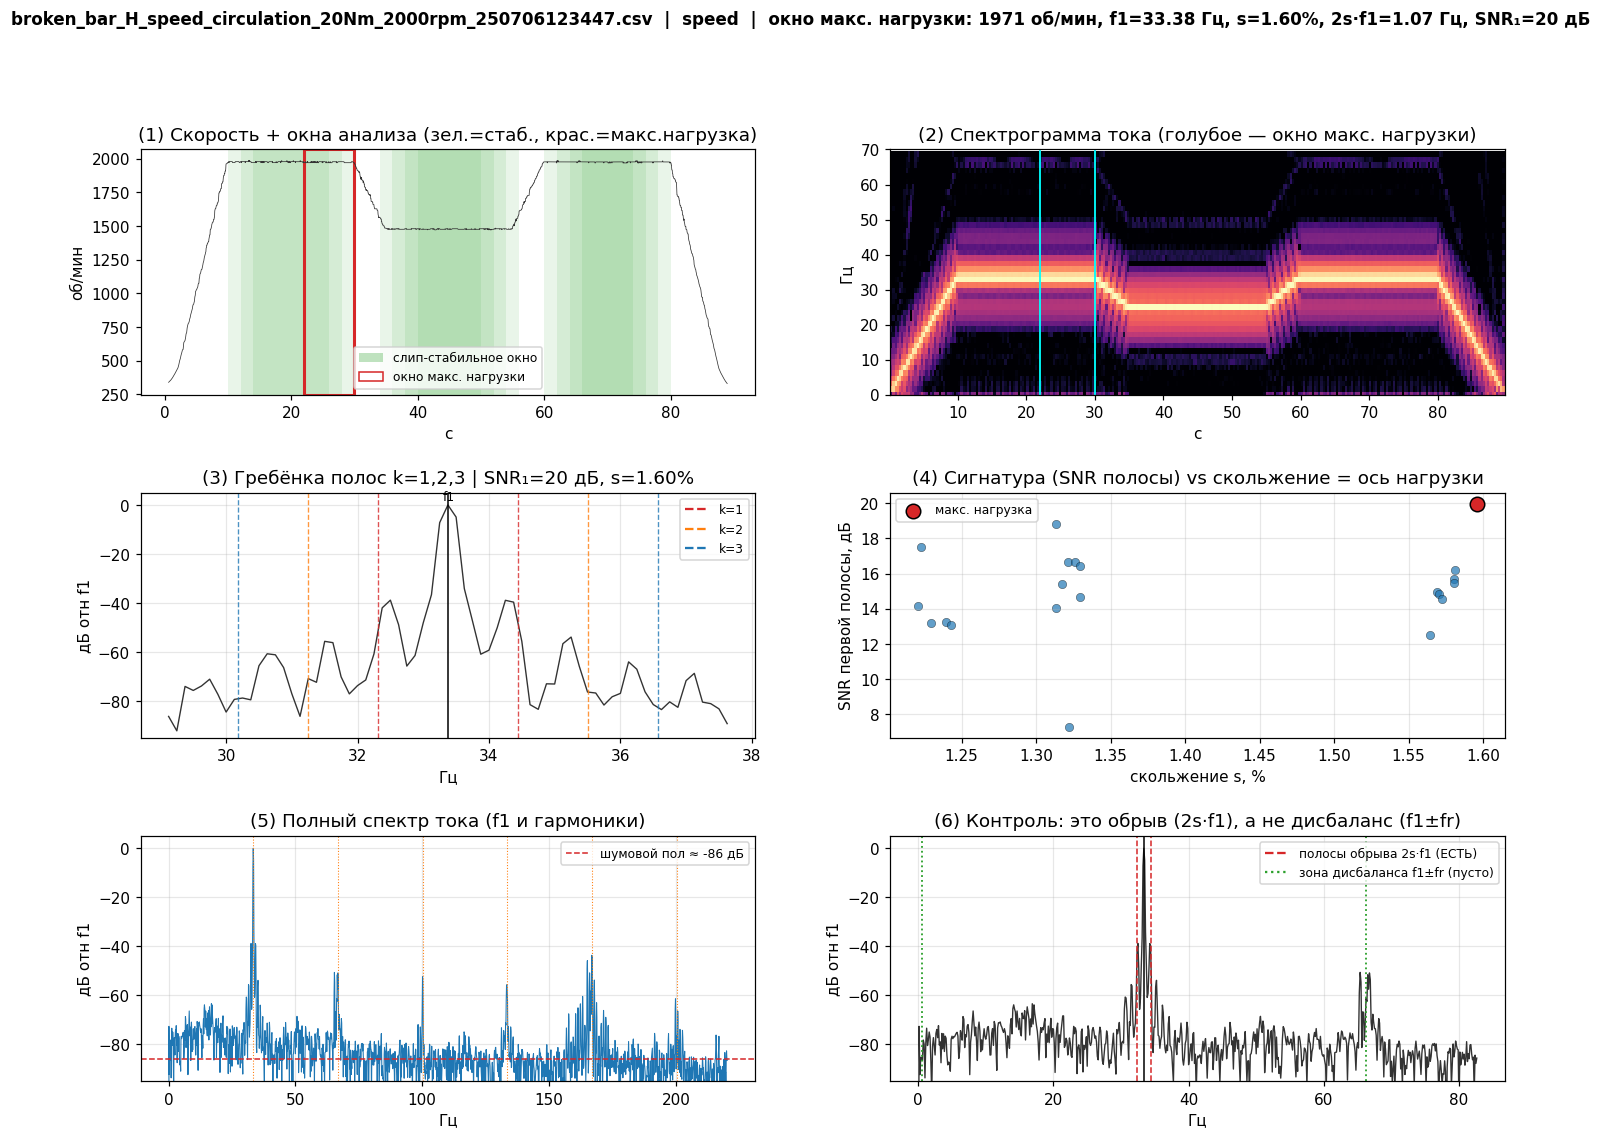 broken_bar_H_speed_circulation_20Nm_2000rpm_250706123447.csv | speed | окно макс. нагрузки: 1971 об/мин, f1=33.38 Гц, s=1.60%, 2s·f1=1.07 Гц, SNR₁=20 дБ
(1) Скорость + окна анализа (зел.=стаб., крас.=макс.нагрузка)
2000
1750
1500
1250
1000
750
500
250
об/мин
слип-стабильное окно
окно макс. нагрузки
0 20 40 60 80
с
(2) Спектрограмма тока (голубое — окно макс. нагрузки)
70
60
50
40
30
20
10
0
Гц
10 20 30 40 50 60 70 80
с
(3) Гребёнка полос k=1,2,3 | SNR₁=20 дБ, s=1.60%
f1
0
−20
−40
−60
−80
дБ отн f1
k=1
k=2
k=3
30 32 34 36 38
Гц
(4) Сигнатура (SNR полосы) vs скольжение = ось нагрузки
20
18
16
14
12
10
8
SNR первой полосы, дБ
макс. нагрузка
1.25 1.30 1.35 1.40 1.45 1.50 1.55 1.60
скольжение s, %
(5) Полный спектр тока (f1 и гармоники)
0
−20
−40
−60
−80
дБ отн f1
шумовой пол ≈ -86 дБ
0 50 100 150 200
Гц
(6) Контроль: это обрыв (2s·f1), а не дисбаланс (f1±fr)
0
−20
−40
−60
−80
дБ отн f1
полосы обрыва 2s·f1 (ЕСТЬ)
зона дисбаланса f1±fr (пусто)
0 20 40 60 80
Гц